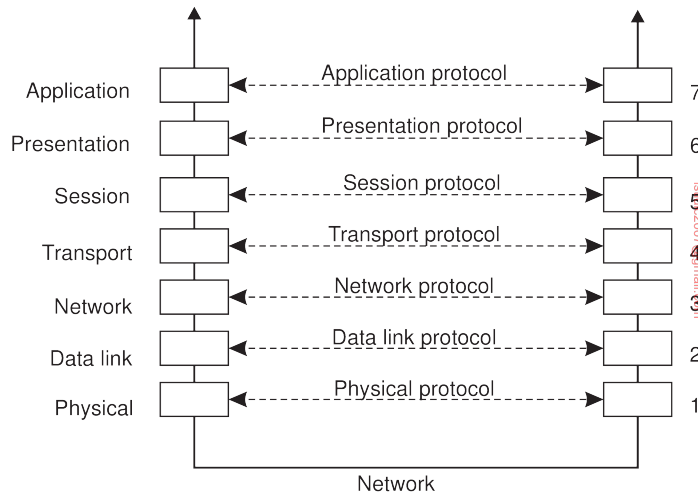 Application Application protocol 7
Presentation Presentation protocol 6
Session Session protocol 5
Transport Transport protocol 4
Network Network protocol 3
Data link Data link protocol 2
Physical Physical protocol 1
Network